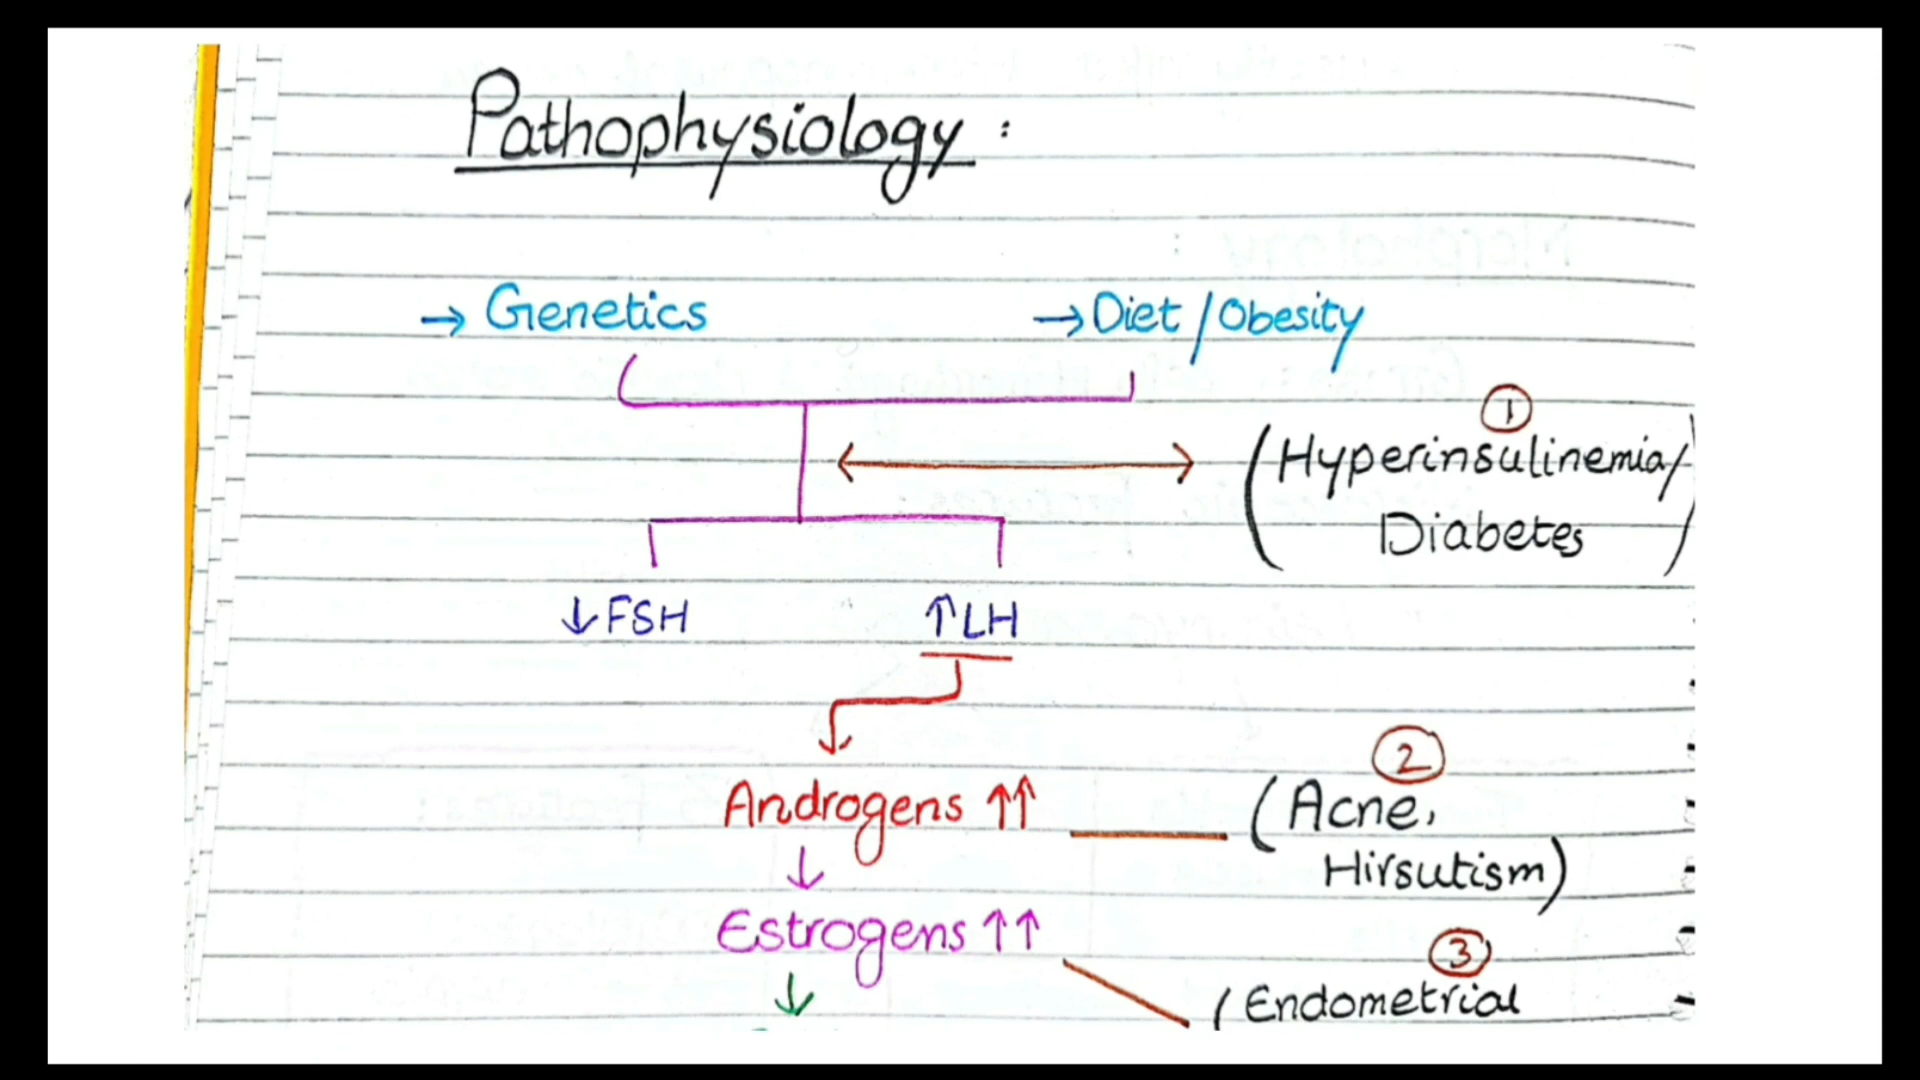 Pathophysiology :
→ Genetics → Diet / Obesity
①
(Hyperinsulinemia/
Diabetes)
↓ FSH ↑ LH
②
Androgens ↑↑ (Acne,
Hirsutism)
↓
Estrogens ↑↑
③
↓ (Endometrial